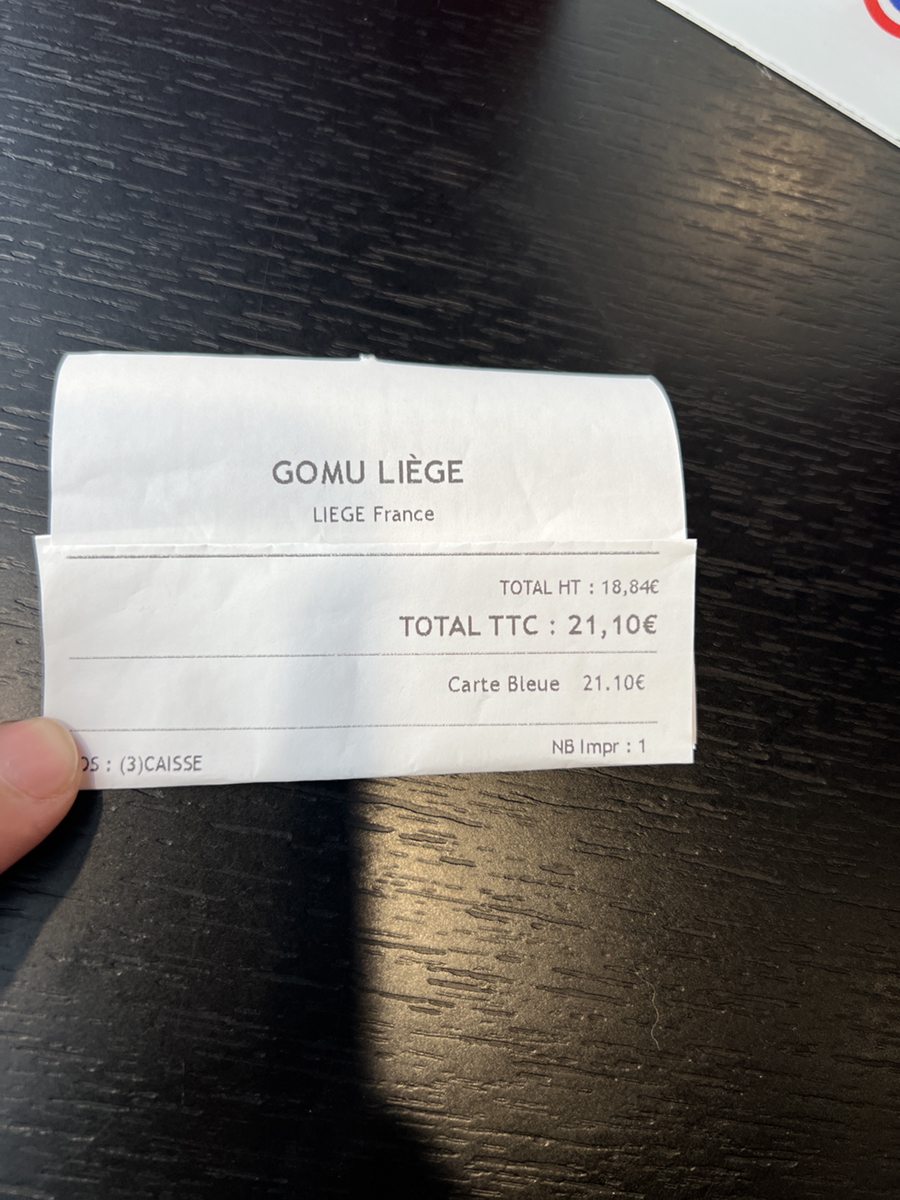 GOMU LIÈGE
LIEGE France
TOTAL HT : 18,84€
TOTAL TTC : 21,10€
Carte Bleue 21.10€
NB Impr : 1
: (3)CAISSE